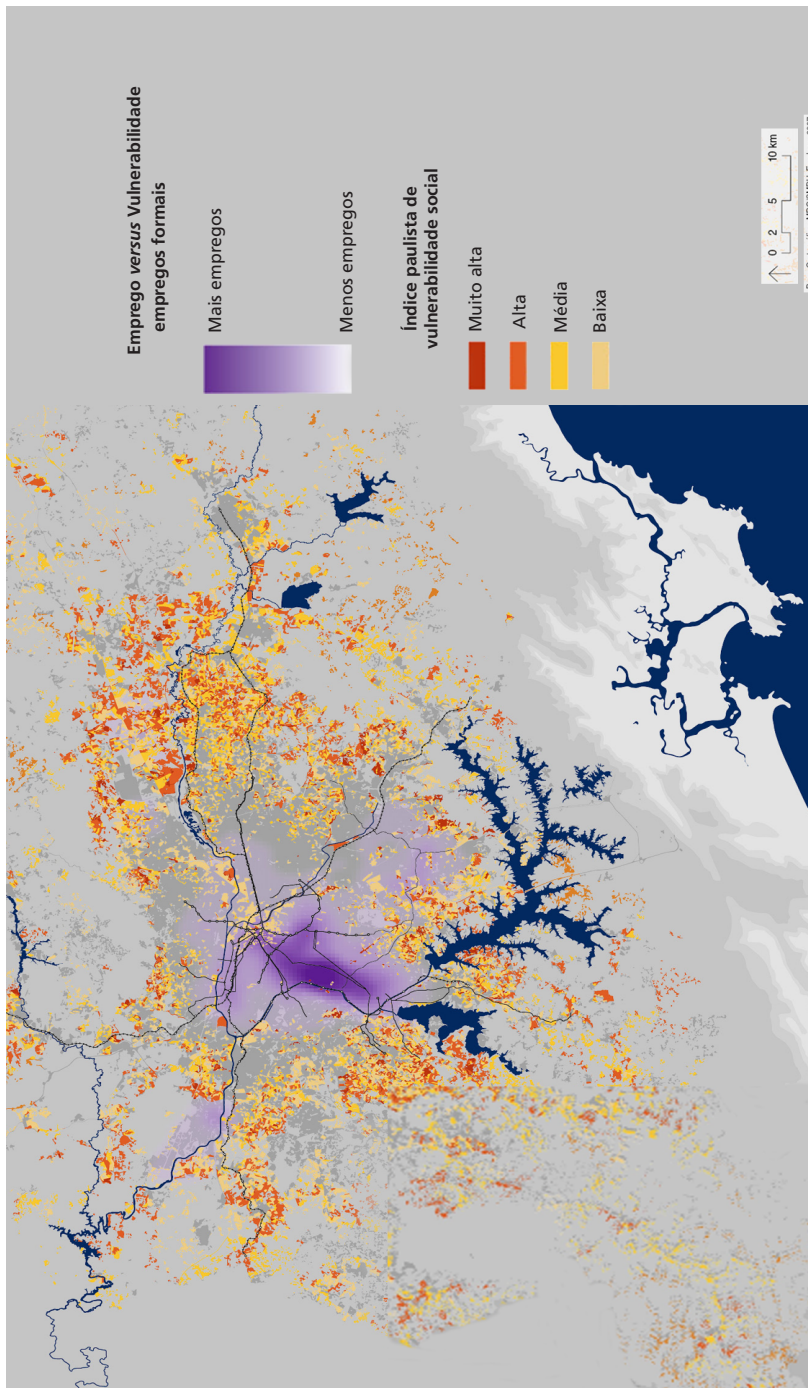 Emprego versus Vulnerabilidade
empregos formais
Mais empregos
Menos empregos
Índice paulista de
vulnerabilidade social
Muito alta
Alta
Média
Baixa
0 2 5 10 km